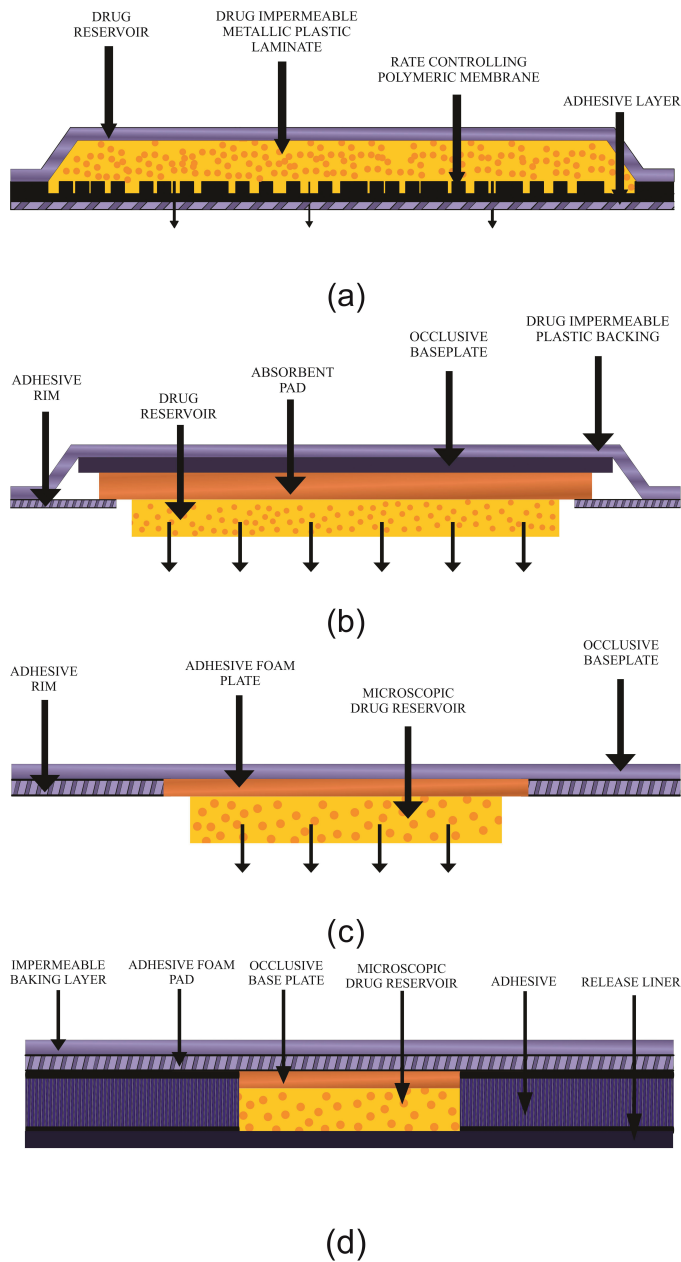 DRUG
RESERVOIR
DRUG IMPERMEABLE
METALLIC PLASTIC
LAMINATE
RATE CONTROLLING
POLYMERIC MEMBRANE
ADHESIVE LAYER
(a)
ADHESIVE
RIM
DRUG
RESERVOIR
ABSORBENT
PAD
OCCLUSIVE
BASEPLATE
DRUG IMPERMEABLE
PLASTIC BACKING
(b)
ADHESIVE
RIM
ADHESIVE FOAM
PLATE
MICROSCOPIC
DRUG RESERVOIR
OCCLUSIVE
BASEPLATE
(c)
IMPERMEABLE
BAKING LAYER
ADHESIVE FOAM
PAD
OCCLUSIVE
BASE PLATE
MICROSCOPIC
DRUG RESERVOIR
ADHESIVE
RELEASE LINER
(d)